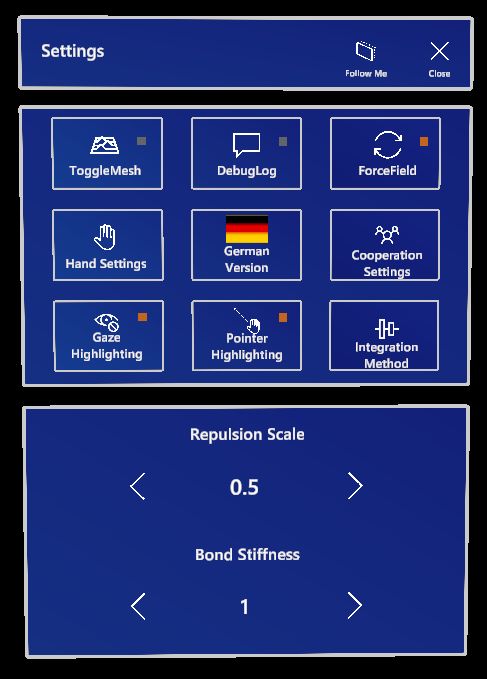 Settings
Follow Me
Close
ToggleMesh
DebugLog
ForceField
Hand Settings
German
Version
Cooperation
Settings
Gaze
Highlighting
Pointer
Highlighting
Integration
Method
Repulsion Scale
0.5
Bond Stiffness
1